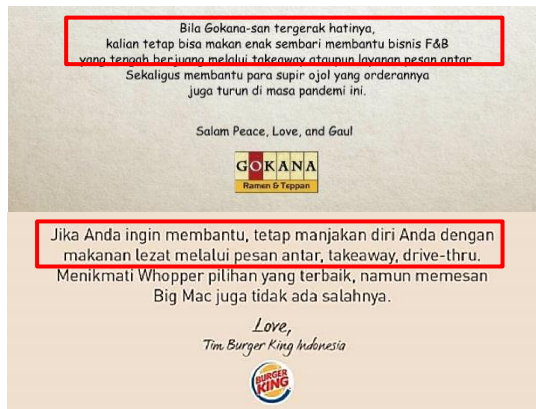 Bila Gokana-san tergerak hatinya,
kalian tetap bisa makan enak sembari membantu bisnis F&B
yang tengah berjuang melalui takeaway ataupun layanan pesan antar
Sekaligus membantu para supir ojol yang orderannya
juga turun di masa pandemi ini.
Salam Peace, Love, and Gaul
GOKANA
Ramen & Teppan
Jika Anda ingin membantu, tetap manjakan diri Anda dengan
makanan lezat melalui pesan antar, takeaway, drive-thru.
Menikmati Whopper pilihan yang terbaik, namun memesan
Big Mac juga tidak ada salahnya.
Love,
Tim Burger King Indonesia
BURGER
KING